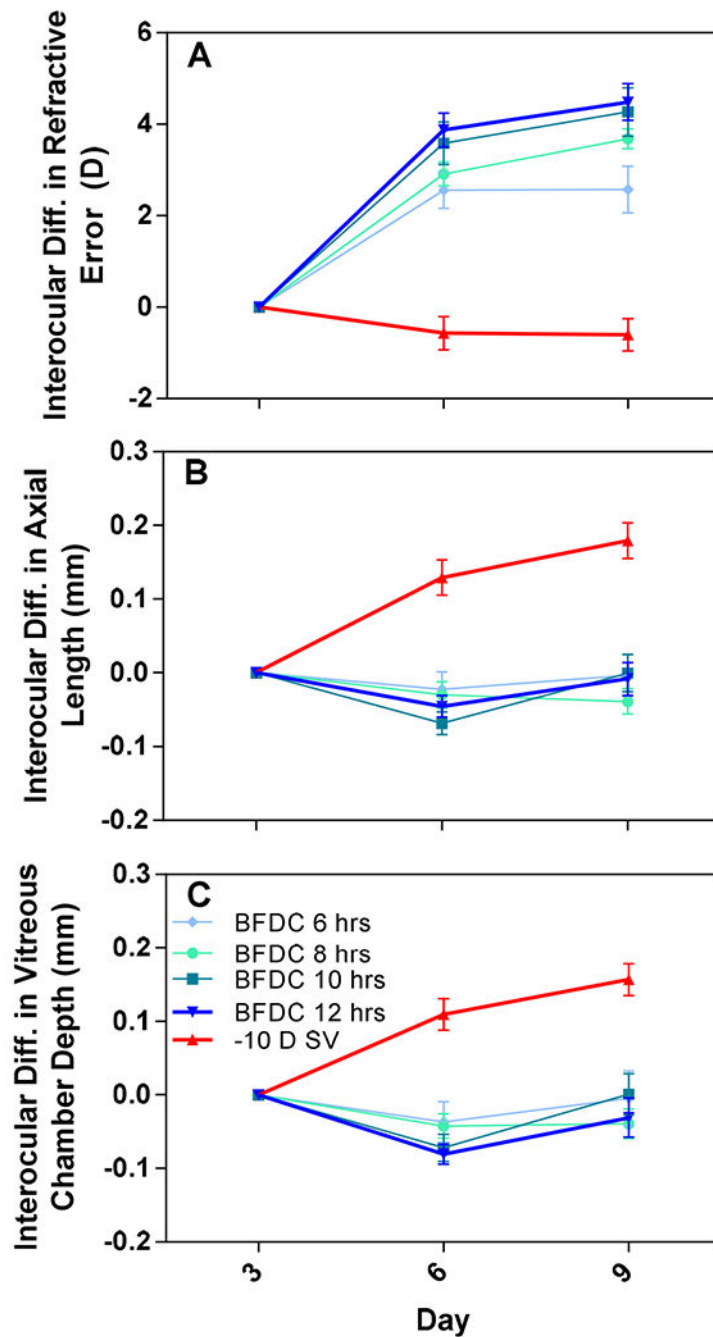 A
Interocular Diff. in Refractive
Error (D)
6
4
2
0
-2
B
Interocular Diff. in Axial
Length (mm)
0.3
0.2
0.1
0.0
-0.1
-0.2
C
Interocular Diff. in Vitreous
Chamber Depth (mm)
0.3
0.2
0.1
0.0
-0.1
-0.2
BFDC 6 hrs
BFDC 8 hrs
BFDC 10 hrs
BFDC 12 hrs
-10 D SV
3
6
9
Day